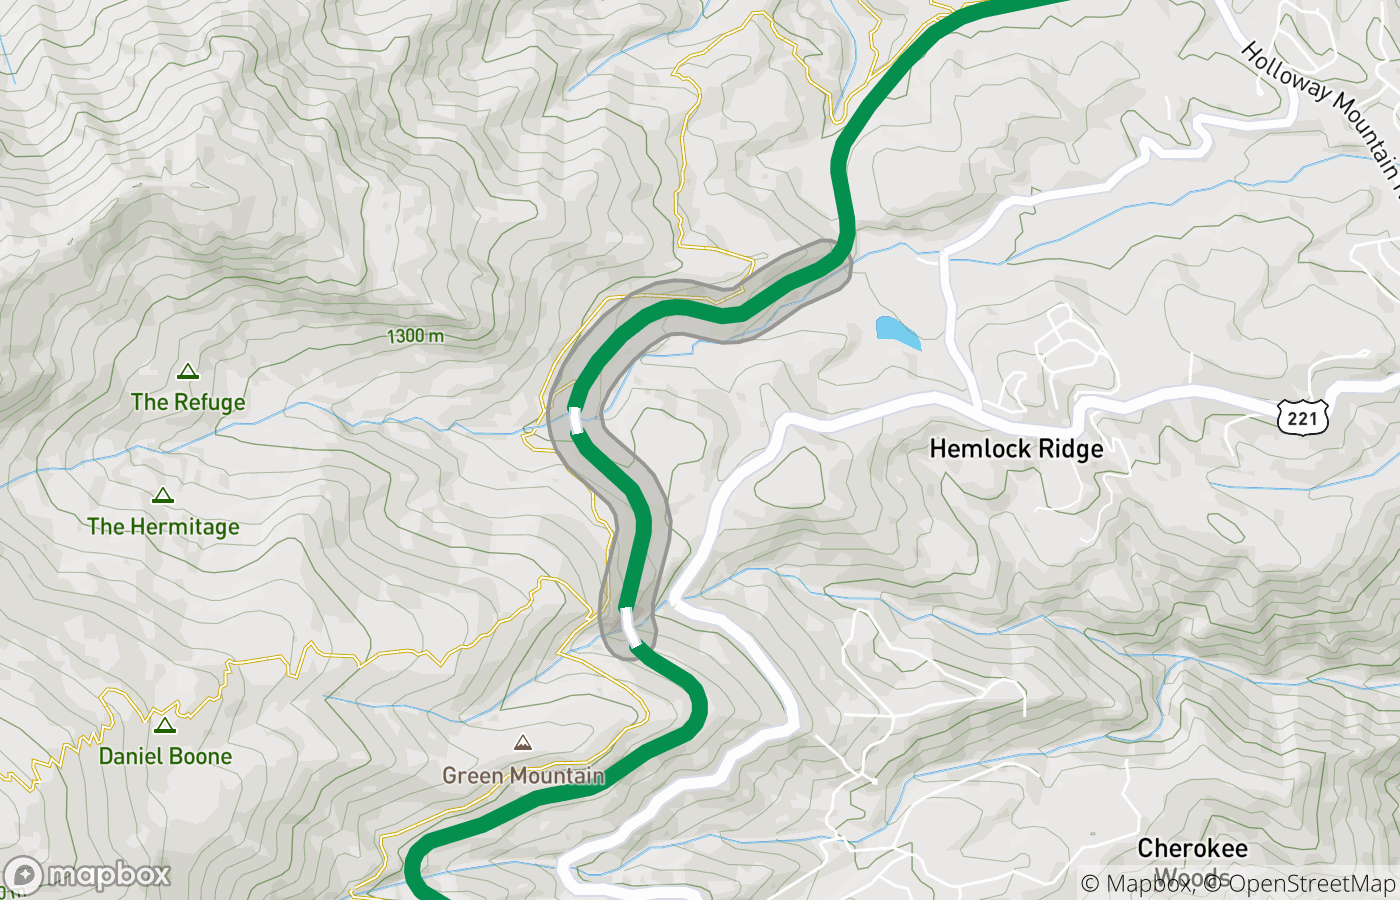 Holloway Mountain
1300 m
The Refuge
221
Hemlock Ridge
The Hermitage
Daniel Boone
Green Mountain
Cherokee
Woods
mapbox
© Mapbox, © OpenStreetMap